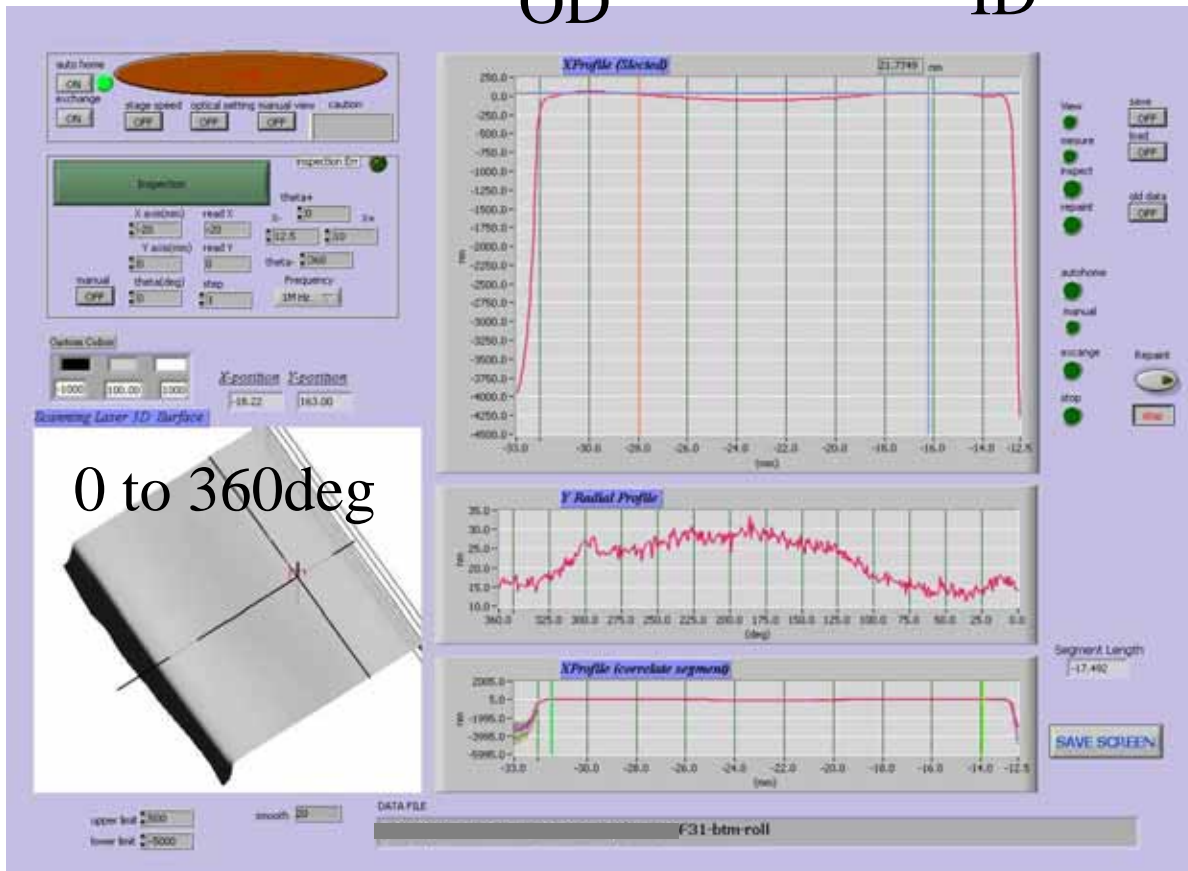 OD ID
auto home
ON
exchange
ON
stage speed optical setting manual view caution
OFF OFF OFF
Inspection Err
Inspection
theta+
X axis(mm) read X X- 0 X+
-20 -20 12.5 33
Y axis(mm) read Y
0 0 theta- 360
manual theta(deg) step Frequency
OFF 0 1 1M Hz
Custom Colors
-1000 100.00 1000
X-position Y-position
-16.22 163.00
Scanning Laser 3D Surface
0 to 360deg
upper limit 500 smooth 20
lower limit -5000
XProfile (Slected) 21.7749 nm
250.0
0.0
-250.0
-500.0
-750.0
-1000.0
-1250.0
-1500.0
-1750.0
-2000.0
-2250.0
-2500.0
-2750.0
-3000.0
-3250.0
-3500.0
-3750.0
-4000.0
-4250.0
-4500.0
nm
-33.0 -30.0 -28.0 -26.0 -24.0 -22.0 -20.0 -18.0 -16.0 -14.0 -12.5
(mm)
Y Radial Profile
35.0
30.0
25.0
20.0
15.0
10.0
nm
360.0 325.0 300.0 275.0 250.0 225.0 200.0 175.0 150.0 125.0 100.0 75.0 50.0 25.0 0.0
(deg)
XProfile (correlate segment)
2005.0
5.0
-1995.0
-3995.0
-5995.0
nm
-33.0 -30.0 -28.0 -26.0 -24.0 -22.0 -20.0 -18.0 -16.0 -14.0 -12.5
(mm)
DATA FILE
F31-btm-roll
View save
OFF
mesure load
OFF
inspect
repaint old data
OFF
autohome
manual
excange Repaint
stop
stop
Segment Length
-17.492
SAVE SCREEN